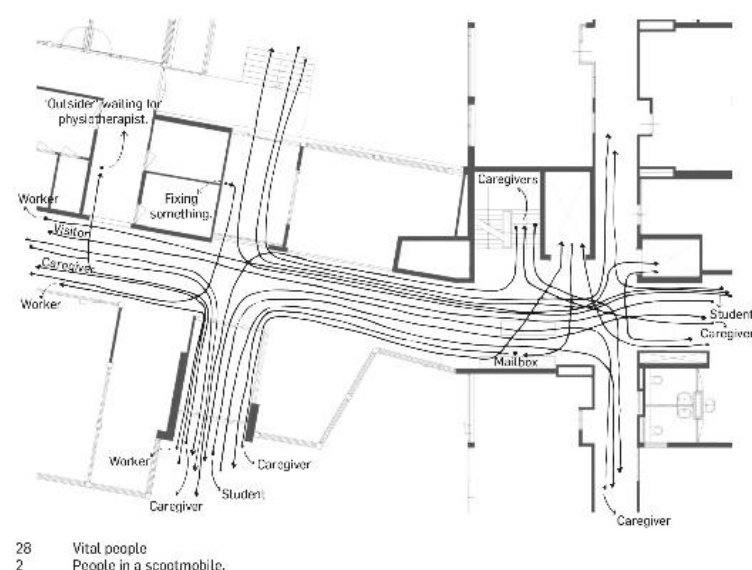 'Outsider' waiting for
physiotherapist.
Worker
Fixing
something.
Caregivers
Visitor
Caregiver
Worker
Student
Caregiver
Mailbox
Worker
Caregiver
Caregiver
Student
Caregiver
28 Vital people
2 People in a scootmobile.